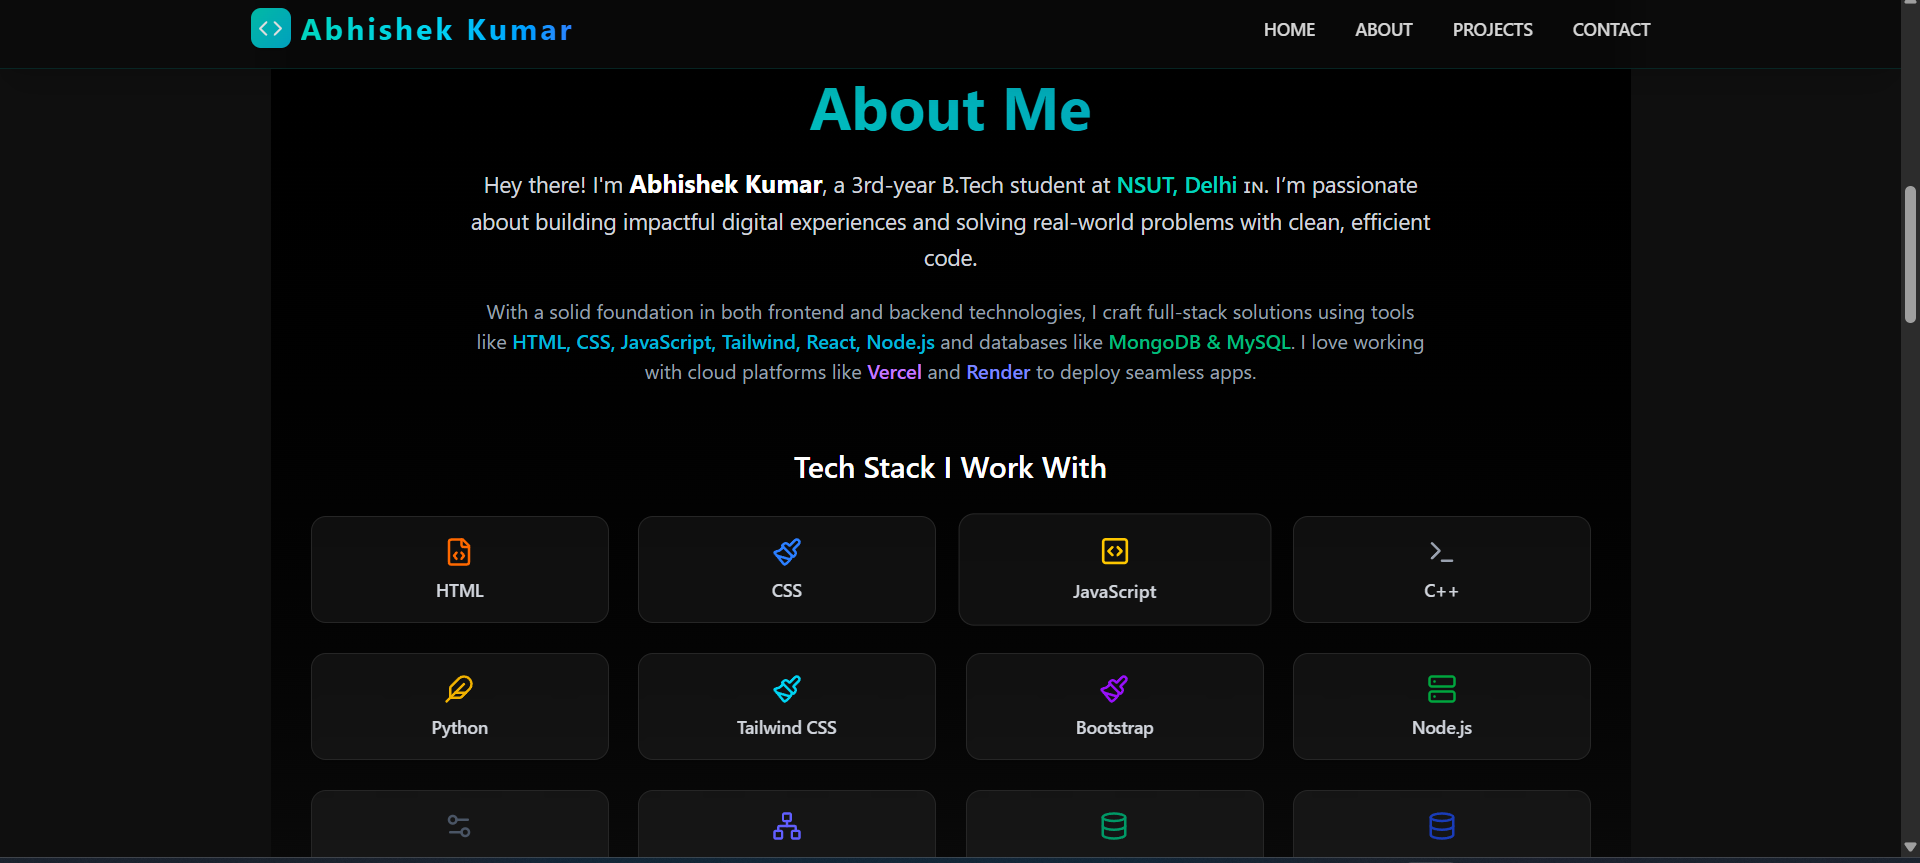 Abhishek Kumar
HOME
ABOUT
PROJECTS
CONTACT
About Me
Hey there! I'm Abhishek Kumar, a 3rd-year B.Tech student at NSUT, Delhi ɪɴ. I’m passionate
about building impactful digital experiences and solving real-world problems with clean, efficient
code.
With a solid foundation in both frontend and backend technologies, I craft full-stack solutions using tools
like HTML, CSS, JavaScript, Tailwind, React, Node.js and databases like MongoDB & MySQL. I love working
with cloud platforms like Vercel and Render to deploy seamless apps.
Tech Stack I Work With
HTML
CSS
JavaScript
C++
Python
Tailwind CSS
Bootstrap
Node.js